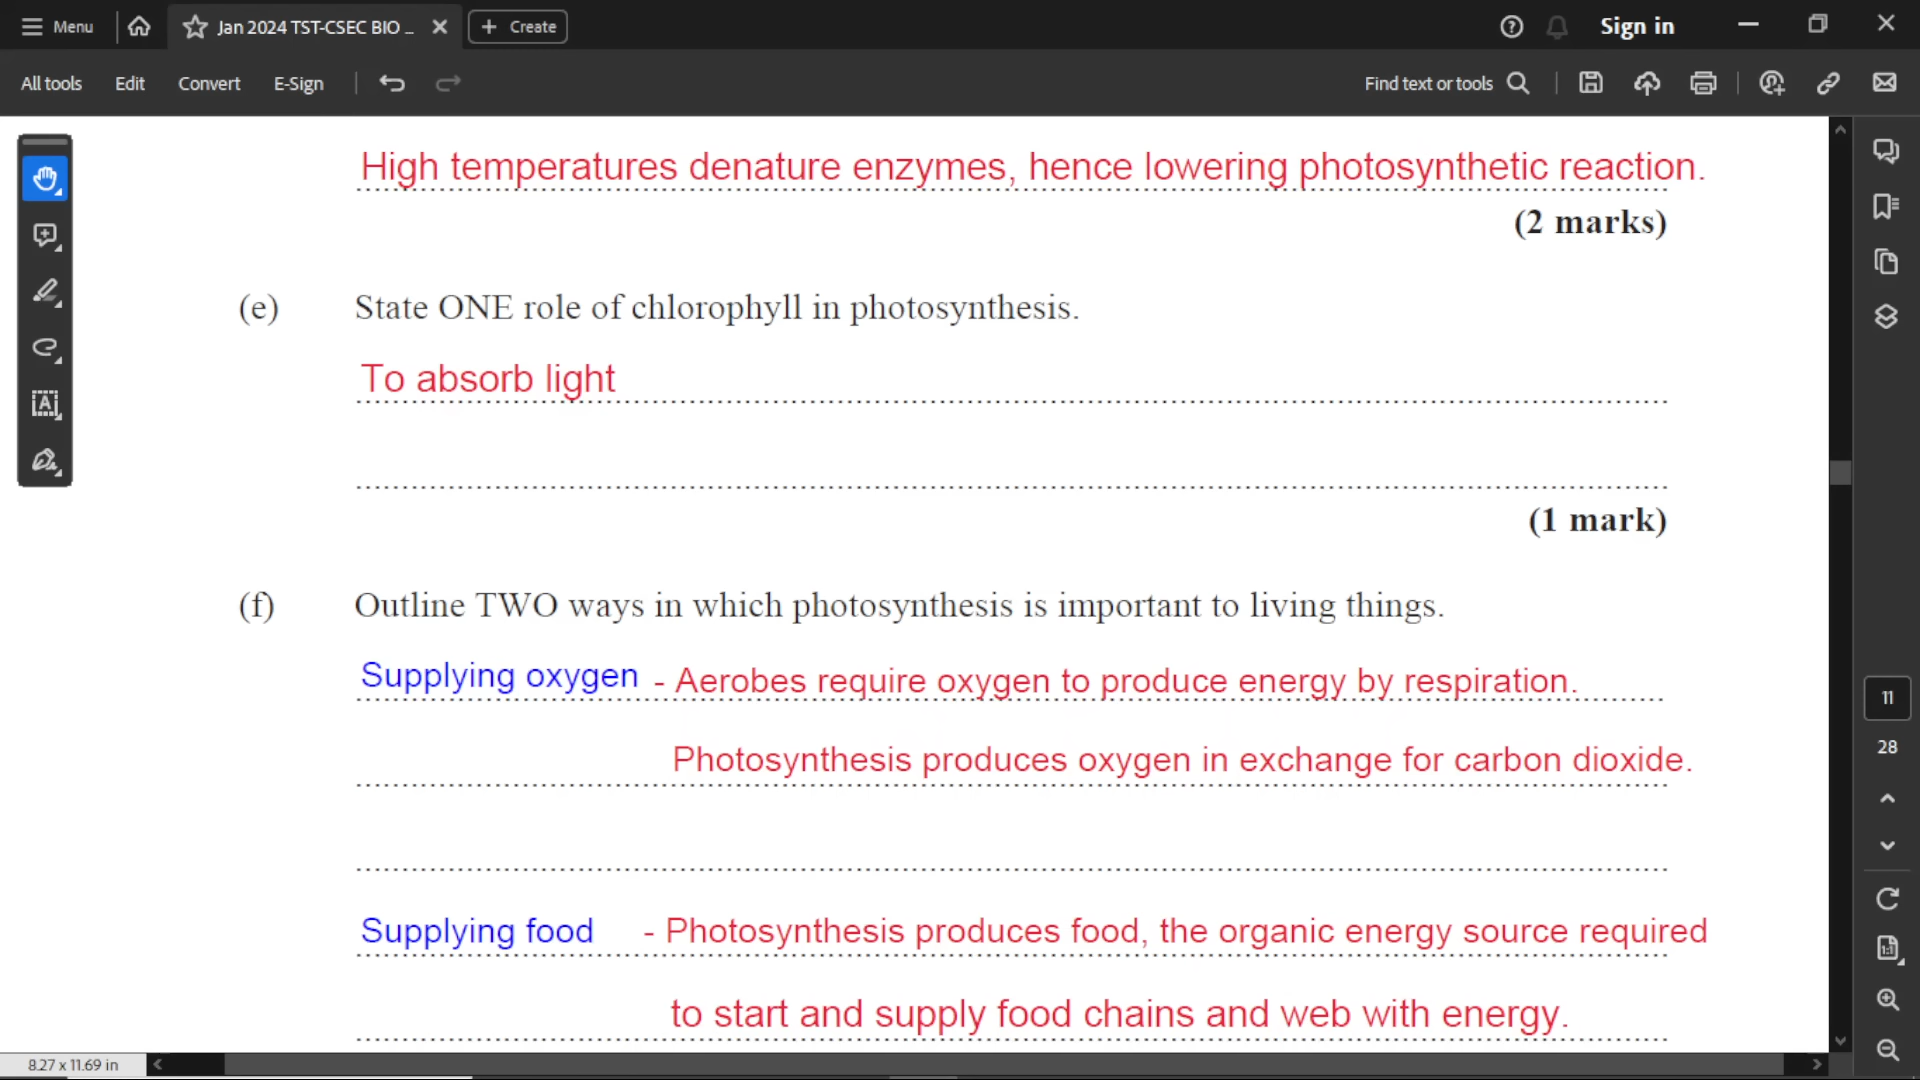 Menu
Jan 2024 TST-CSEC BIO _
Create
Sign in
All tools
Edit
Convert
E-Sign
Find text or tools
High temperatures denature enzymes, hence lowering photosynthetic reaction.
(2 marks)
(e) State ONE role of chlorophyll in photosynthesis.
To absorb light
(1 mark)
(f) Outline TWO ways in which photosynthesis is important to living things.
Supplying oxygen - Aerobes require oxygen to produce energy by respiration.
Photosynthesis produces oxygen in exchange for carbon dioxide.
Supplying food - Photosynthesis produces food, the organic energy source required
to start and supply food chains and web with energy.
11
28
8.27 x 11.69 in